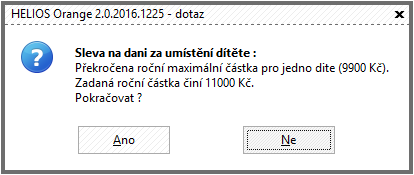 HELIOS Orange 2.0.2016.1225 - dotaz
Sleva na dani za umístění dítěte :
Překročena roční maximální částka pro jedno dite (9900 Kč).
Zadaná roční částka činí 11000 Kč.
Pokračovat ?
Ano
Ne